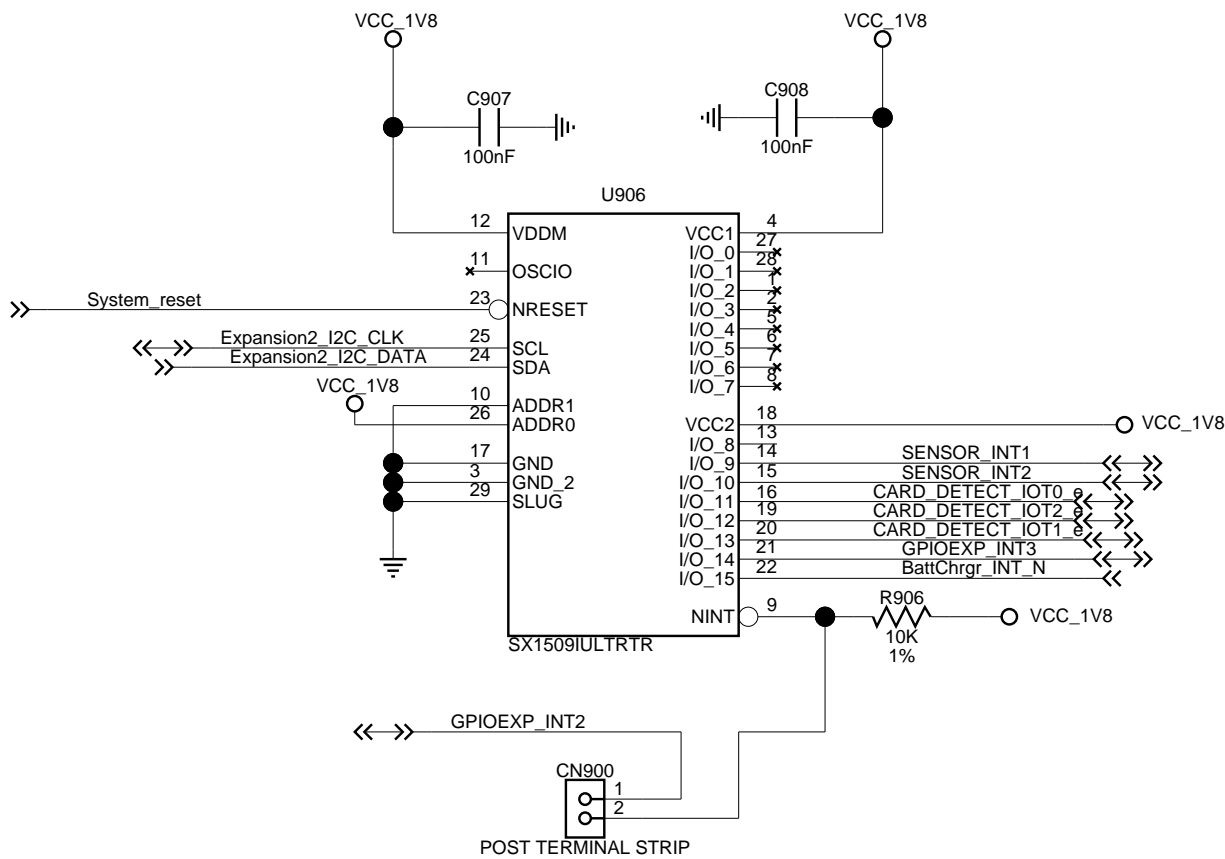 VCC_1V8
VCC_1V8
C907
100nF
C908
100nF
U906
12
VDDM
11
OSCIO
System_reset
23
NRESET
Expansion2_I2C_CLK
25
SCL
Expansion2_I2C_DATA
24
SDA
VCC_1V8
10
ADDR1
26
ADDR0
17
GND
3
GND_2
29
SLUG
VCC1
4
I/O_0
27
I/O_1
28
I/O_2
1
I/O_3
2
I/O_4
5
I/O_5
6
I/O_6
7
I/O_7
8
VCC2
18
VCC_1V8
I/O_8
13
I/O_9
14
SENSOR_INT1
I/O_10
15
SENSOR_INT2
I/O_11
16
CARD_DETECT_IOT0_e
I/O_12
19
CARD_DETECT_IOT2_e
I/O_13
20
CARD_DETECT_IOT1_e
I/O_14
21
GPIOEXP_INT3
I/O_15
22
BattChrgr_INT_N
NINT
9
R906
10K
1%
VCC_1V8
SX1509IULTRTR
GPIOEXP_INT2
CN900
1
2
POST TERMINAL STRIP